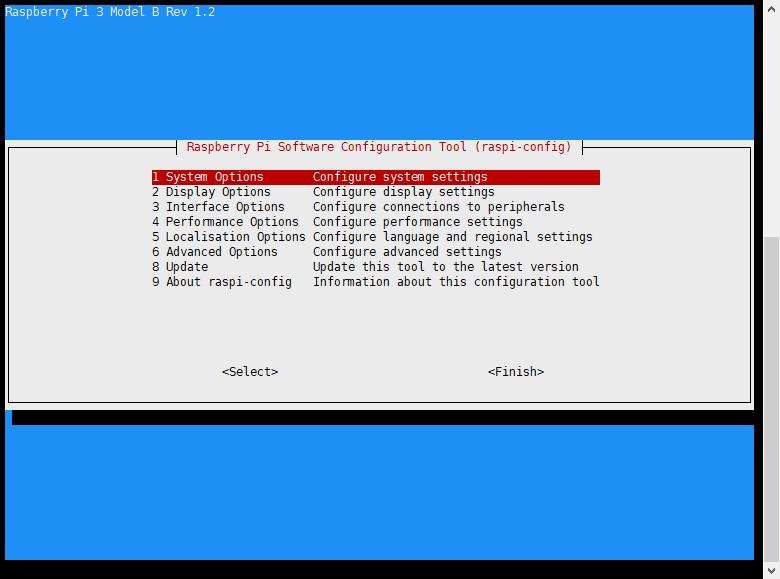 Raspberry Pi 3 Model B Rev 1.2
Raspberry Pi Software Configuration Tool (raspi-config)
1 System Options Configure system settings
2 Display Options Configure display settings
3 Interface Options Configure connections to peripherals
4 Performance Options Configure performance settings
5 Localisation Options Configure language and regional settings
6 Advanced Options Configure advanced settings
8 Update Update this tool to the latest version
9 About raspi-config Information about this configuration tool
<Select> <Finish>